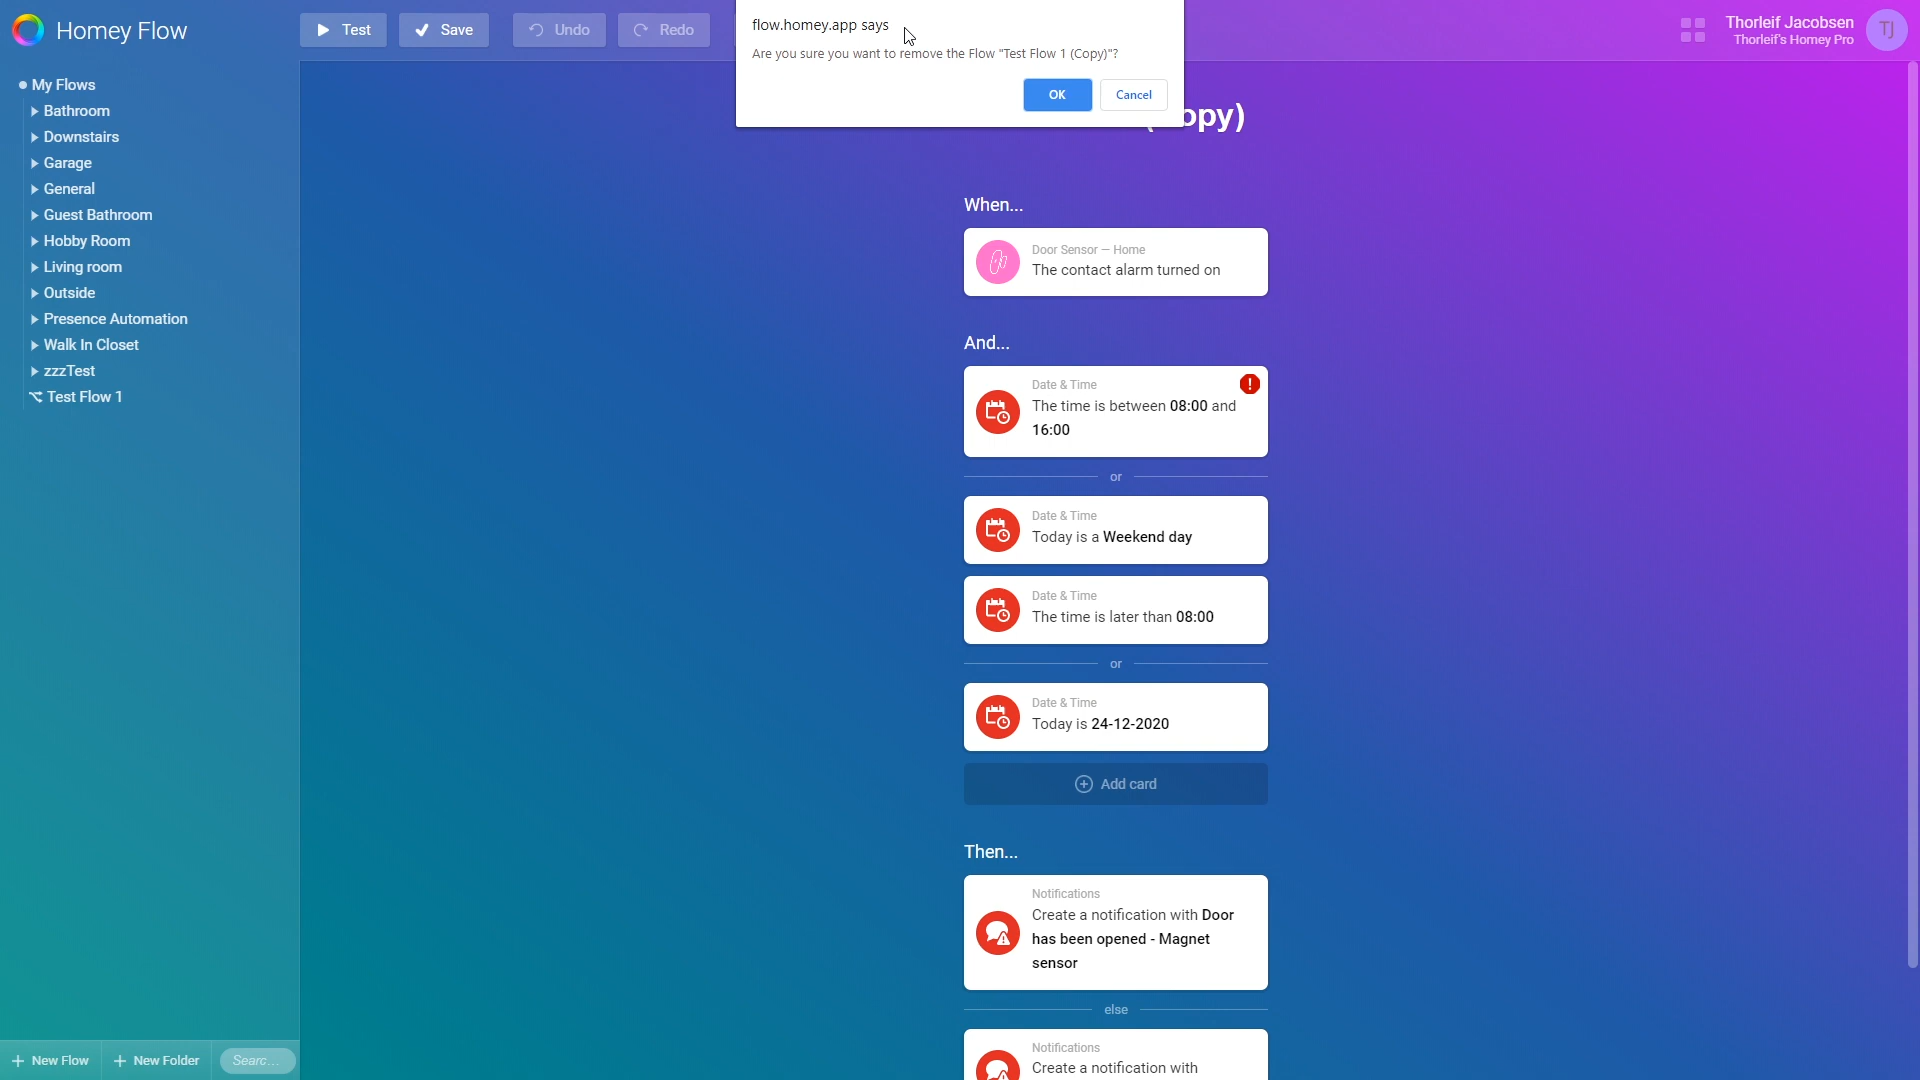 Homey Flow
Test
Save
Undo
Redo
flow.homey.app says
Are you sure you want to remove the Flow "Test Flow 1 (Copy)"?
OK
Cancel
Thorleif Jacobsen
Thorleif's Homey Pro
TJ
My Flows
Bathroom
Downstairs
Garage
General
Guest Bathroom
Hobby Room
Living room
Outside
Presence Automation
Walk In Closet
zzzTest
Test Flow 1
New Flow
New Folder
Searc...
opy)
When...
Door Sensor — Home
The contact alarm turned on
And...
Date & Time
The time is between 08:00 and
16:00
or
Date & Time
Today is a Weekend day
Date & Time
The time is later than 08:00
or
Date & Time
Today is 24-12-2020
Add card
Then...
Notifications
Create a notification with Door
has been opened - Magnet
sensor
else
Notifications
Create a notification with